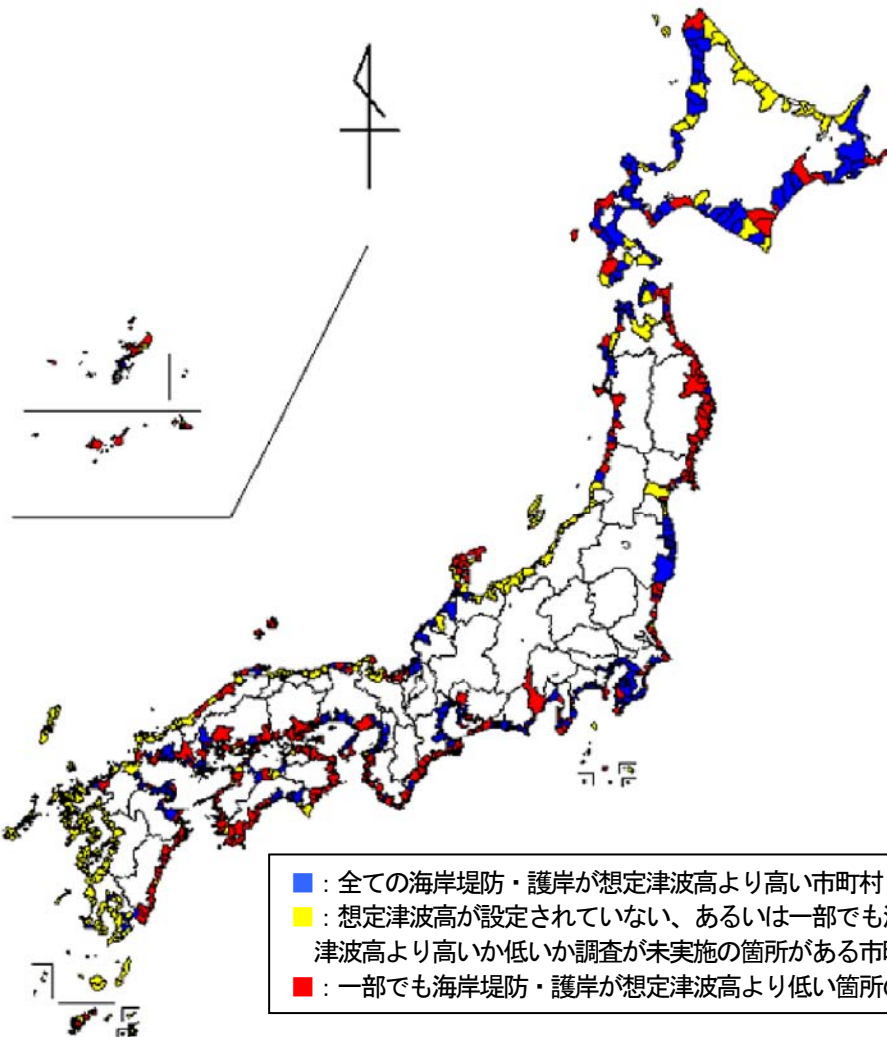 ■：全ての海岸堤防・護岸が想定津波高より高い市町村
■：想定津波高が設定されていない、あるいは一部でも
津波高より高いか低いか調査が未実施の箇所がある市
■：一部でも海岸堤防・護岸が想定津波高より低い箇所